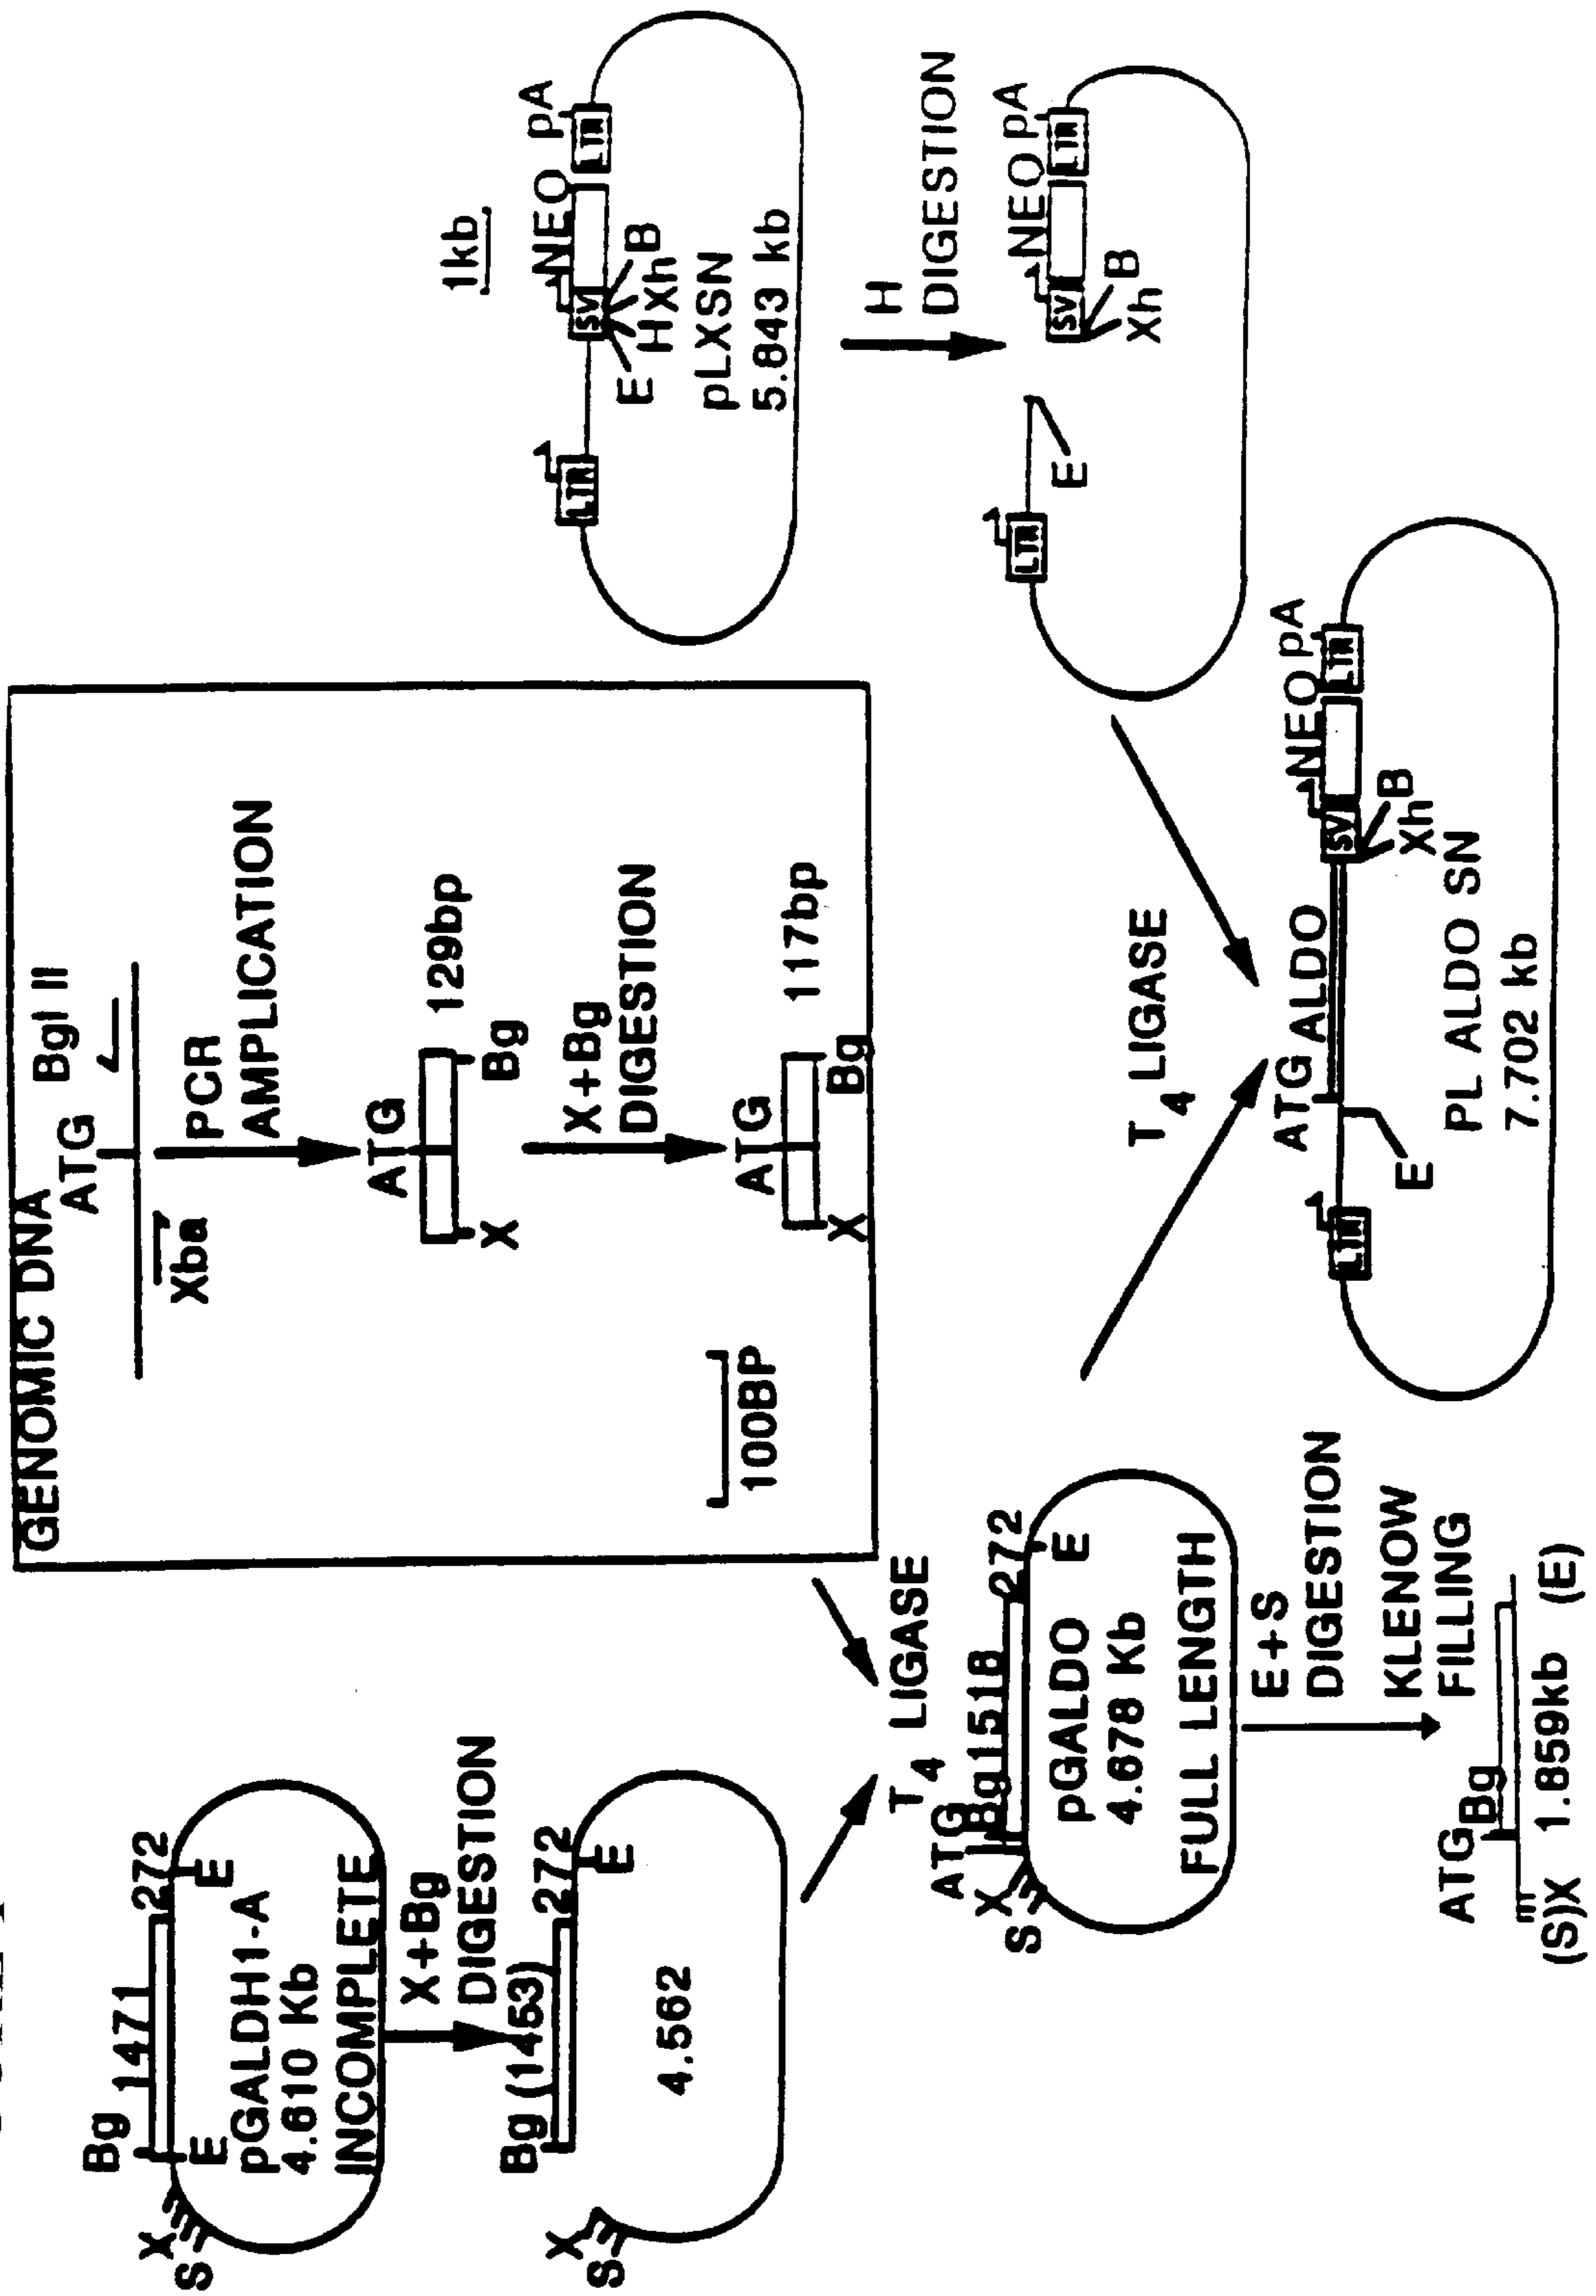 GENOMIC DNA
ATG
Bgl II
Xba
PCR
AMPLICATION
ATG
129bp
X
Bg
X+Bg
DIGESTION
ATG
117bp
X
Bg
100BP
Bg 1471 272
X
S
E
E
pGALDH1-A
4.610 Kb
INCOMPLETE
X+Bg
DIGESTION
Bg (1453) 272
X
S
E
4.562
T4 LIGASE
ATG
Bg1518 272
X
S
E
pGALDO
4.678 Kb
FULL LENGTH
E+S
DIGESTION
KLENOW
FILLING
ATG
Bg
(S)X 1.859kb (E)
1kb
LTR
SV
NEO
LTR
pA
E
H
Xh
B
pLXSN
5.843 kb
H
DIGESTION
LTR
E
SV
NEO
LTR
pA
Xh
B
T4 LIGASE
LTR
E
ATG ALDO
SV
NEO
LTR
pA
Xh
B
PL ALDO SN
7.702 kb